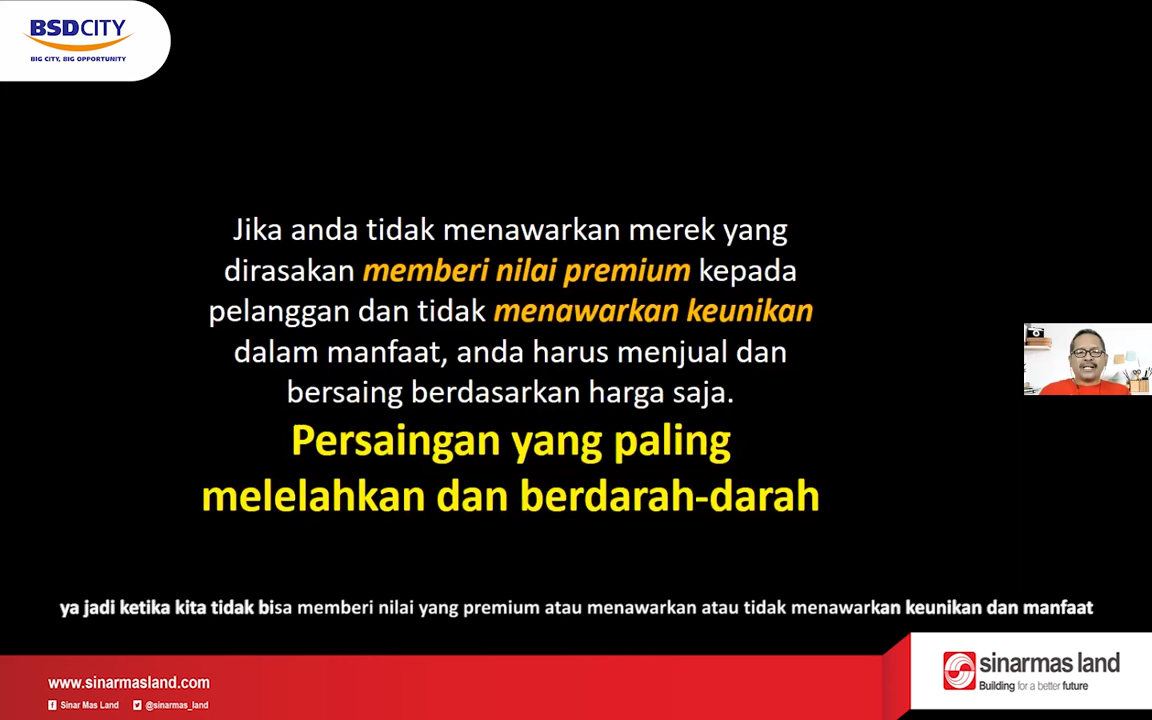 BSDCITY
BIG CITY, BIG OPPORTUNITY
Jika anda tidak menawarkan merek yang
dirasakan memberi nilai premium kepada
pelanggan dan tidak menawarkan keunikan
dalam manfaat, anda harus menjual dan
bersaing berdasarkan harga saja.
Persaingan yang paling
melelahkan dan berdarah-darah
ya jadi ketika kita tidak bisa memberi nilai yang premium atau menawarkan atau tidak menawarkan keunikan dan manfaat
www.sinarmasland.com
Sinar Mas Land @sinarmas_land
sinarmas land
Building for a better future